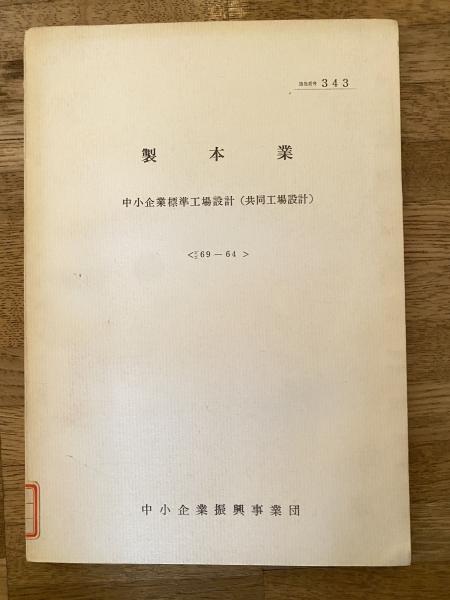 343
製本業
中小企業標準工場設計（共同工場設計）
69－64 >
中小企業振興事業団